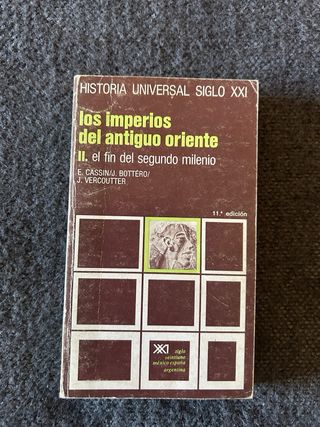 HISTORIA UNIVERSAL SIGLO XXI
los imperios
del antiguo oriente
II. el fin del segundo milenio
E. CASSIN/J. BOTTÉRO/
J. VERCOUTTER
11.ª edición
XXI
siglo
veintiuno
méxico españa
argentina